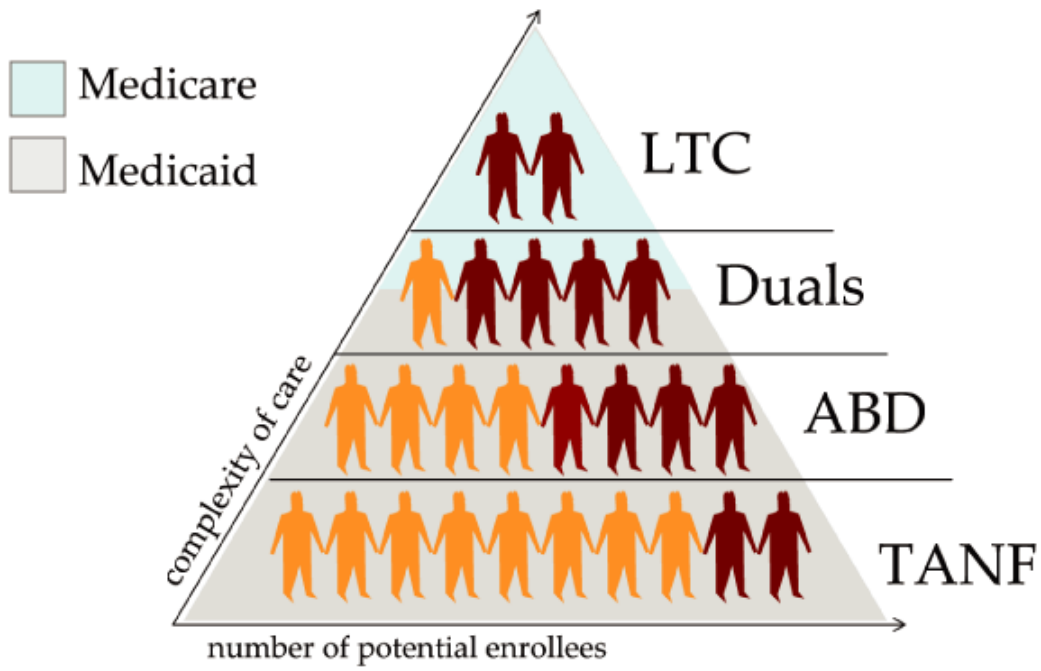 Medicare
Medicaid
LTC
Duals
ABD
TANF
complexity of care
number of potential enrollees